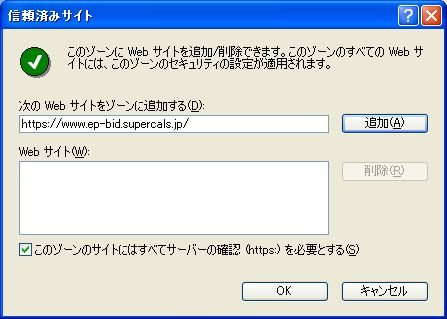 信頼済みサイト
このゾーンに Web サイトを追加/削除できます。このゾーンのすべての Web サ
イトには、このゾーンのセキュリティの設定が適用されます。
次の Web サイトをゾーンに追加する(D):
https://www.ep-bid.supercals.jp/
追加(A)
Web サイト(W):
削除(R)
このゾーンのサイトにはすべてサーバーの確認 (https:) を必要とする(S)
OK
キャンセル